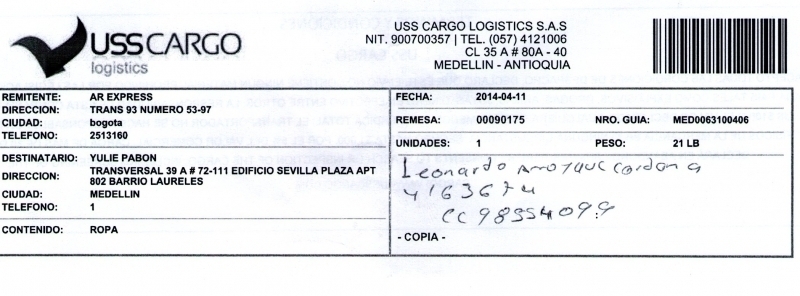 USSCARGO
logistics
USS CARGO LOGISTICS S.A.S
NIT. 900700357 | TEL. (057) 4121006
CL 35 A # 80A - 40
MEDELLIN - ANTIOQUIA
REMITENTE: AR EXPRESS
DIRECCION: TRANS 93 NUMERO 53-97
CIUDAD: bogota
TELEFONO: 2513160
DESTINATARIO: YULIE PABON
DIRECCION: TRANSVERSAL 39 A # 72-111 EDIFICIO SEVILLA PLAZA APT
802 BARRIO LAURELES
CIUDAD: MEDELLIN
TELEFONO: 1
CONTENIDO: ROPA
FECHA: 2014-04-11
REMESA: 00090175 NRO. GUIA: MED0063100406
UNIDADES: 1 PESO: 21 LB
Leonardo Cardona
4163674
CC 98554099
- COPIA -